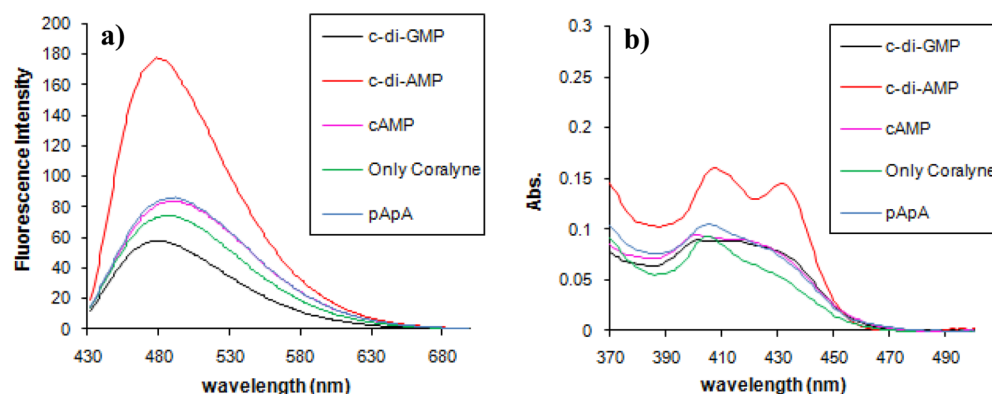 a)
Fluorescence Intensity
200
180
160
140
120
100
80
60
40
20
0
430 480 530 580 630 680
wavelength (nm)
c-di-GMP
c-di-AMP
cAMP
Only Coralyne
pApA
b)
Abs.
0.3
0.25
0.2
0.15
0.1
0.05
0
370 390 410 430 450 470 490
wavelength (nm)
c-di-GMP
c-di-AMP
cAMP
Only Coralyne
pApA